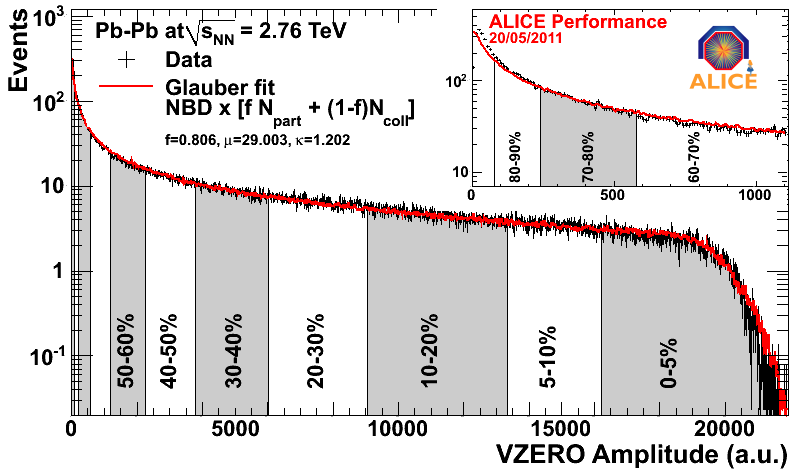 Events
10³
10²
10
1
10⁻¹
Pb-Pb at √sNN = 2.76 TeV
Data
Glauber fit
NBD x [f Npart + (1-f)Ncoll]
f=0.806, μ=29.003, κ=1.202
ALICE Performance
20/05/2011
ALICE
10²
10
80-90%
70-80%
60-70%
0 500 1000
50-60%
40-50%
30-40%
20-30%
10-20%
5-10%
0-5%
0 5000 10000 15000 20000
VZERO Amplitude (a.u.)